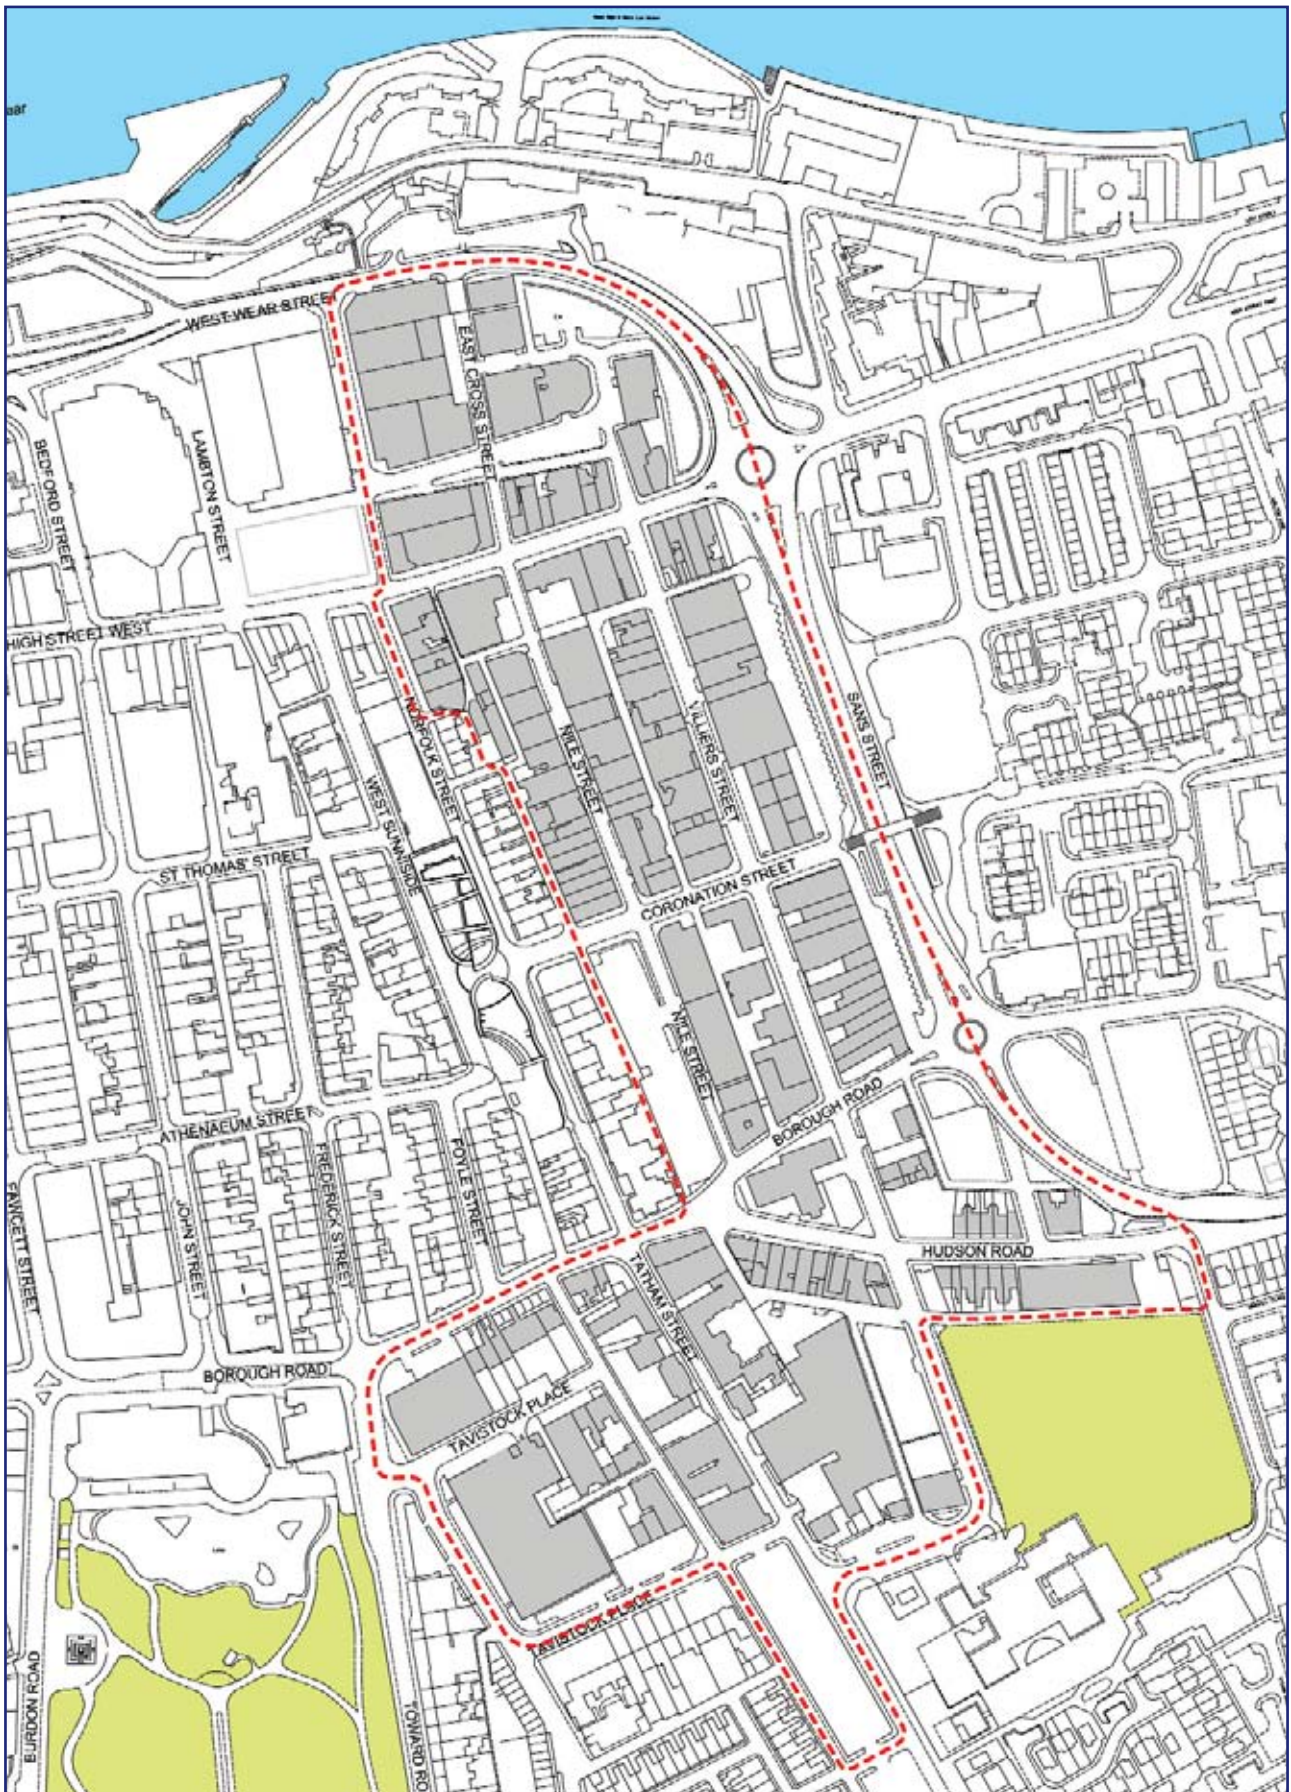 WEST WEAR STREET
EAST CROSS STREET
BEDFORD STREET
LAMBTON STREET
HIGH STREET WEST
NORFOLK STREET
NILE STREET
VILLIERS STREET
SANS STREET
WEST SUNNISIDE
ST THOMAS' STREET
CORONATION STREET
NILE STREET
BOROUGH ROAD
ATHENAEUM STREET
FAWCETT STREET
JOHN STREET
FREDERICK STREET
FOYLE STREET
HUDSON ROAD
TATHAM STREET
BOROUGH ROAD
TAVISTOCK PLACE
TAVISTOCK PLACE
BURDON ROAD
TOWARD RO